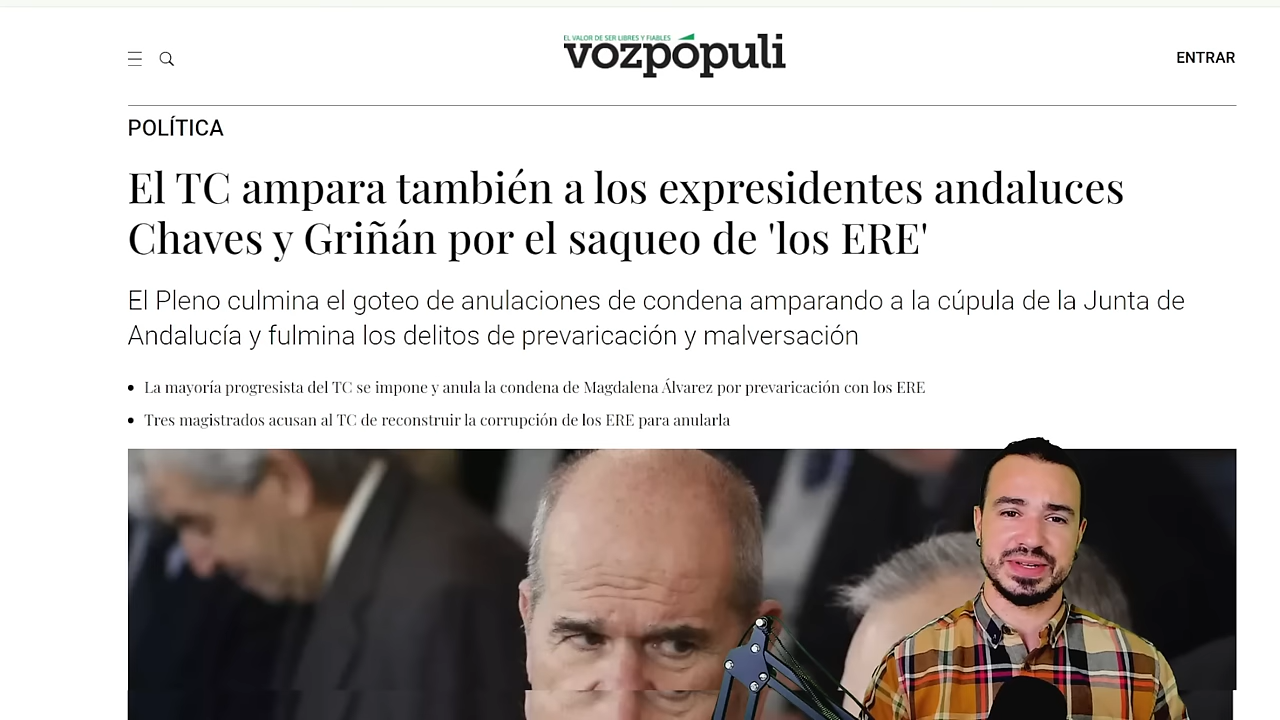 EL VALOR DE SER LIBRES Y FIABLES
vozpópuli
ENTRAR
POLÍTICA
El TC ampara también a los expresidentes andaluces
Chaves y Griñán por el saqueo de 'los ERE'
El Pleno culmina el goteo de anulaciones de condena amparando a la cúpula de la Junta de
Andalucía y fulmina los delitos de prevaricación y malversación
La mayoría progresista del TC se impone y anula la condena de Magdalena Álvarez por prevaricación con los ERE
Tres magistrados acusan al TC de reconstruir la corrupción de los ERE para anularla